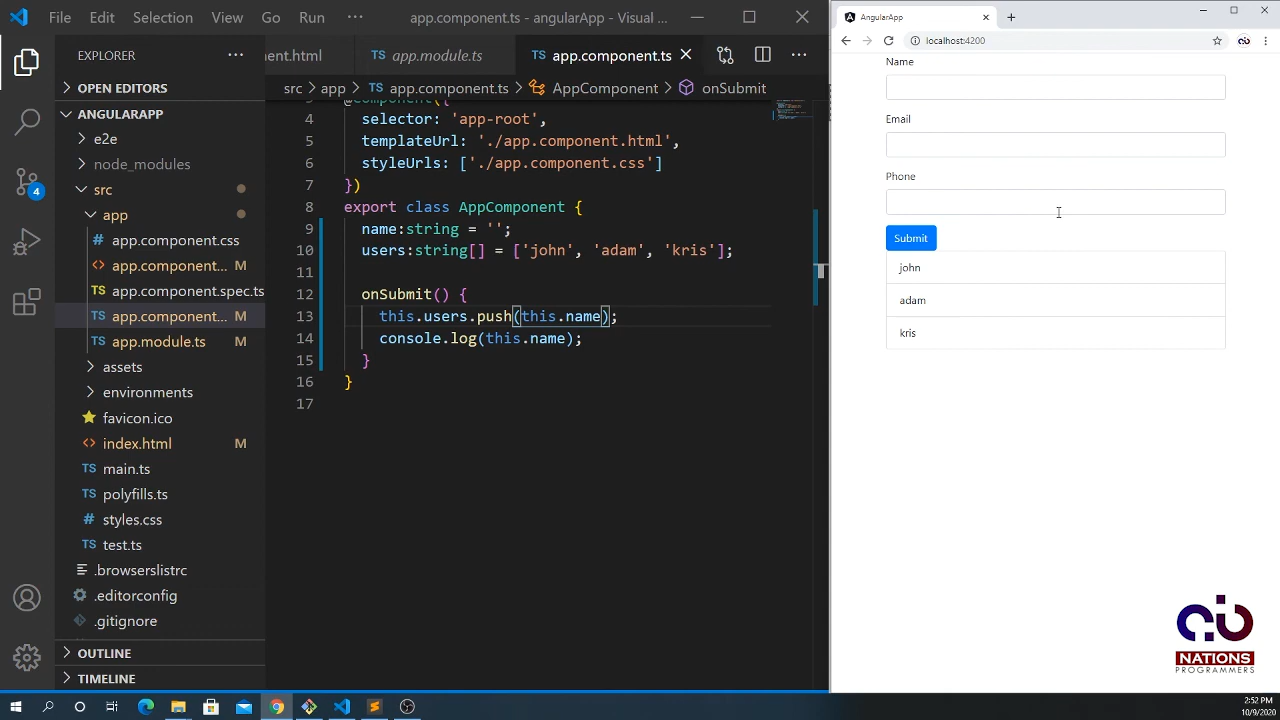 File Edit Selection View Go Run ··· app.component.ts - angularApp - Visual ...
EXPLORER
OPEN EDITORS
ANGULARAPP
e2e
node_modules
src
app
# app.component.css
<> app.component... M
TS app.component.spec.ts
TS app.component... M
TS app.module.ts
assets
environments
favicon.ico
<> index.html M
TS main.ts
TS polyfills.ts
# styles.css
TS test.ts
.browserslistrc
.editorconfig
.gitignore
OUTLINE
TIMELINE
4
nent.html TS app.module.ts TS app.component.ts
src > app > TS app.component.ts > AppComponent > onSubmit
3 @Component({
4 selector: 'app-root',
5 templateUrl: './app.component.html',
6 styleUrls: ['./app.component.css']
7 })
8 export class AppComponent {
9 name:string = '';
10 users:string[] = ['john', 'adam', 'kris'];
11
12 onSubmit() {
13 this.users.push(this.name);
14 console.log(this.name);
15 }
16 }
17
AngularApp
localhost:4200
Name
Email
Phone
Submit
john
adam
kris
NATIONS
PROGRAMMERS
2:52 PM
10/9/2020